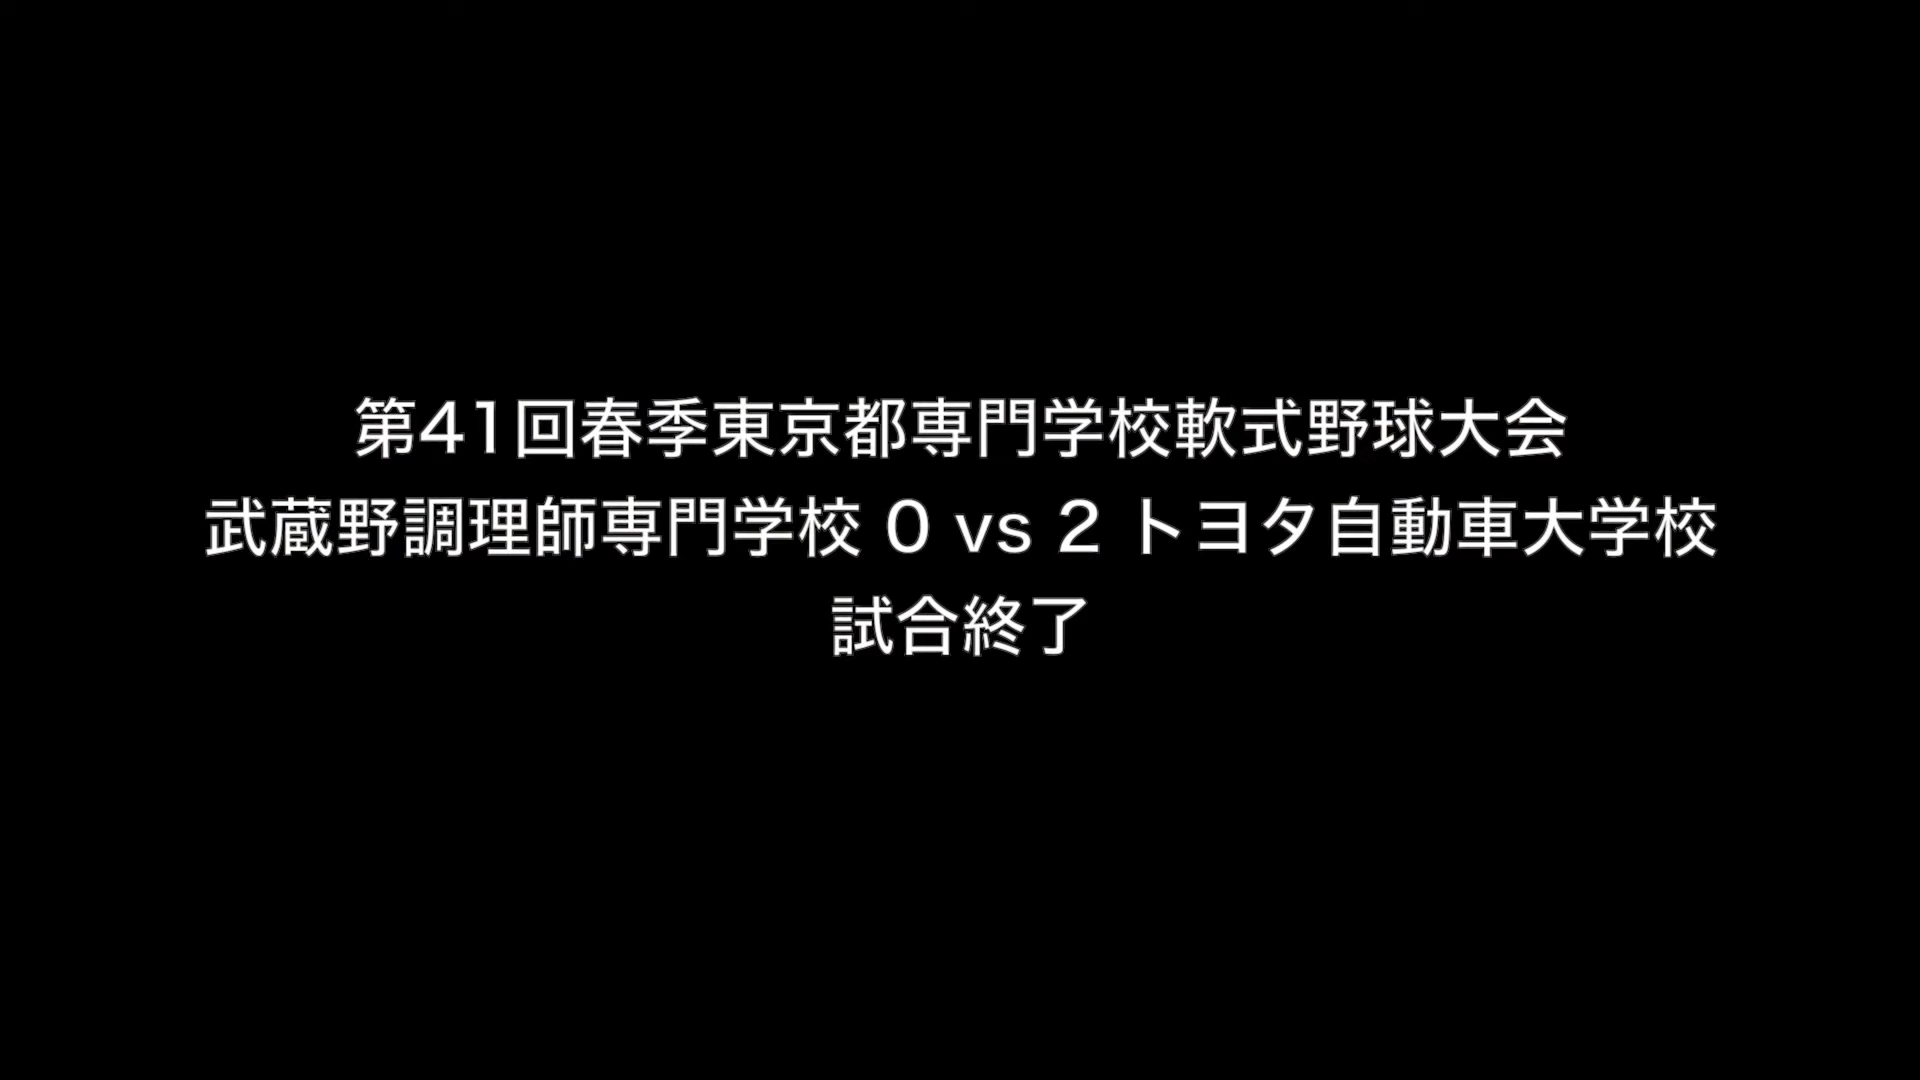 第41回春季東京都専門学校軟式野球大会
武蔵野調理師専門学校 0 vs 2 トヨタ自動車大学校
試合終了